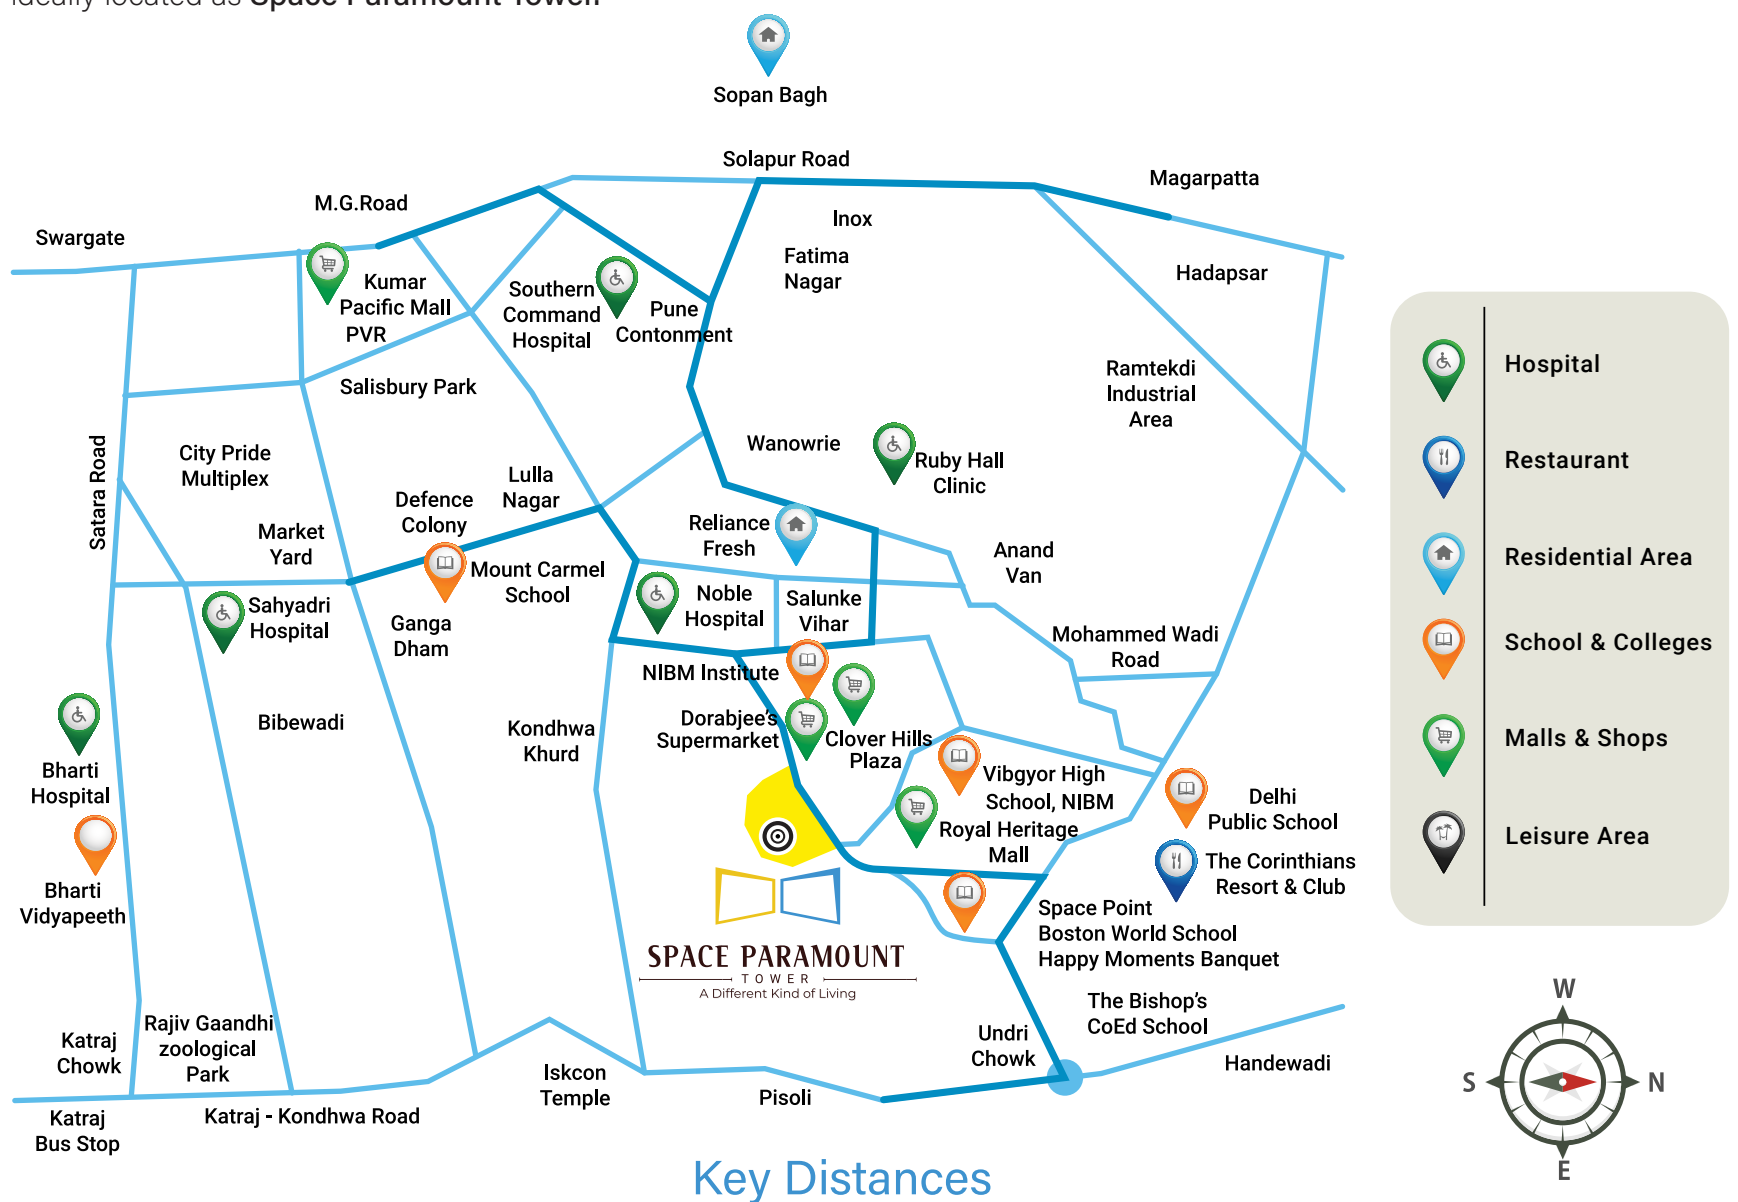 ideally located as Space Paramount Tower.
Sopan Bagh
Solapur Road
Magarpatta
M.G.Road
Inox
Swargate
Fatima
Nagar
Hadapsar
Kumar
Pacific Mall
PVR
Southern
Command
Hospital
Pune
Contonment
Salisbury Park
Ramtekdi
Industrial
Area
City Pride
Multiplex
Satara Road
Wanowrie
Ruby Hall
Clinic
Lulla
Nagar
Defence
Colony
Market
Yard
Reliance
Fresh
Anand
Van
Mount Carmel
School
Noble
Hospital
Salunke
Vihar
Sahyadri
Hospital
Ganga
Dham
Mohammed Wadi
Road
NIBM Institute
Bibewadi
Kondhwa
Khurd
Dorabjee's
Supermarket
Clover Hills
Plaza
Bharti
Hospital
Vibgyor High
School, NIBM
Royal Heritage
Mall
Delhi
Public School
The Corinthians
Resort & Club
Bharti
Vidyapeeth
Space Point
Boston World School
Happy Moments Banquet
SPACE PARAMOUNT
TOWER
A Different Kind of Living
The Bishop's
CoEd School
Undri
Chowk
Handewadi
Katraj
Chowk
Rajiv Gaandhi
zoological
Park
Iskcon
Temple
Pisoli
Katraj - Kondhwa Road
Katraj
Bus Stop
Hospital
Restaurant
Residential Area
School & Colleges
Malls & Shops
Leisure Area
W
S
N
E
Key Distances